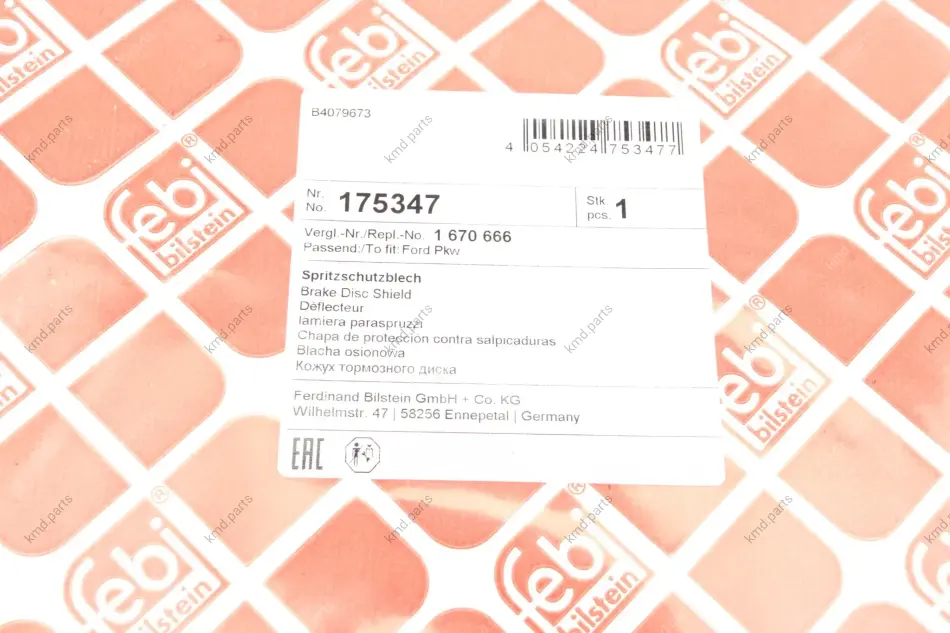 B4079673
4 054224 753477
Nr.
No. 175347
Stk
pcs. 1
Vergl.-Nr./Repl.-No. 1 670 666
Passend:/To fit: Ford Pkw
Spritzschutzblech
Brake Disc Shield
Déflecteur
lamiera paraspruzzi
Chapa de protección contra salpicaduras
Blacha osłonowa
Кожух тормозного диска
Ferdinand Bilstein GmbH + Co. KG
Wilhelmstr. 47 | 58256 Ennepetal | Germany
EAC
febi
bilstein
kmd.parts